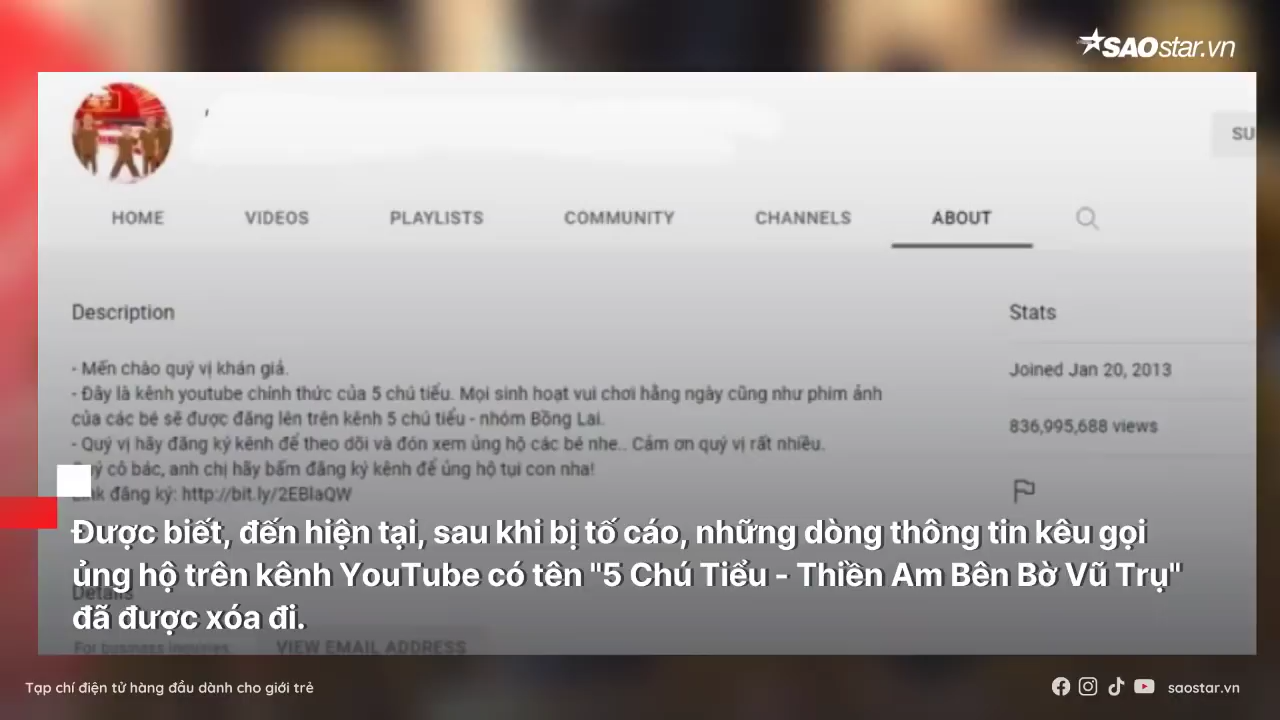 SAOstar.vn
SU
HOME VIDEOS PLAYLISTS COMMUNITY CHANNELS ABOUT
Description
Stats
- Mến chào quý vị khán giả.
- Đây là kênh youtube chính thức của 5 chú tiểu. Mọi sinh hoạt vui chơi hằng ngày cũng như phim ảnh
của các bé sẽ được đăng lên trên kênh 5 chú tiểu - nhóm Bồng Lai.
- Quý vị hãy đăng ký kênh để theo dõi và đón xem ủng hộ các bé nhe.. Cảm ơn quý vị rất nhiều.
cô bác, anh chị hãy bấm đăng ký kênh để ủng hộ tụi con nha!
Link đăng ký: http://bit.ly/2EBlaQW
Joined Jan 20, 2013
836,995,688 views
Được biết, đến hiện tại, sau khi bị tố cáo, những dòng thông tin kêu gọi
ủng hộ trên kênh YouTube có tên "5 Chú Tiểu - Thiền Am Bên Bờ Vũ Trụ"
đã được xóa đi.
Details
For business inquiries: VIEW EMAIL ADDRESS
Tạp chí điện tử hàng đầu dành cho giới trẻ
saostar.vn